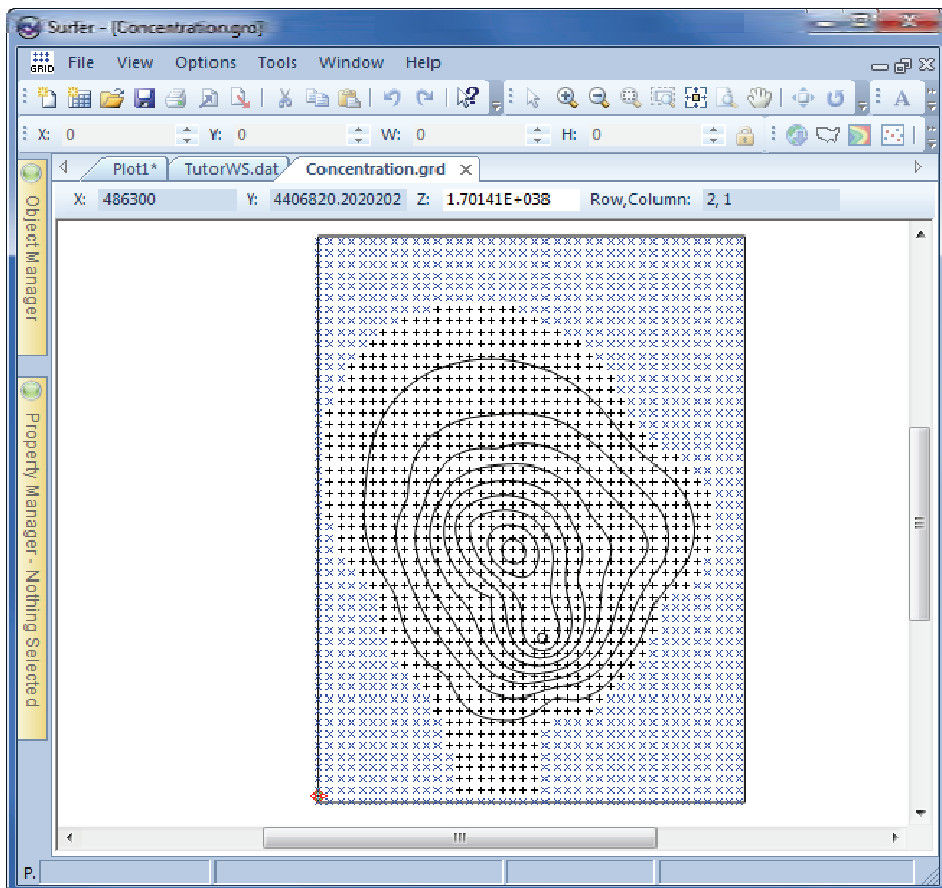 Surfer - [Concentration.grd]
GRID File View Options Tools Window Help
A
X: 0 Y: 0 W: 0 H: 0
Plot1* TutorWS.dat Concentration.grd
X: 486300 Y: 4406820.2020202 Z: 1.70141E+038 Row,Column: 2, 1
Object Manager
Property Manager - Nothing Selected
P.